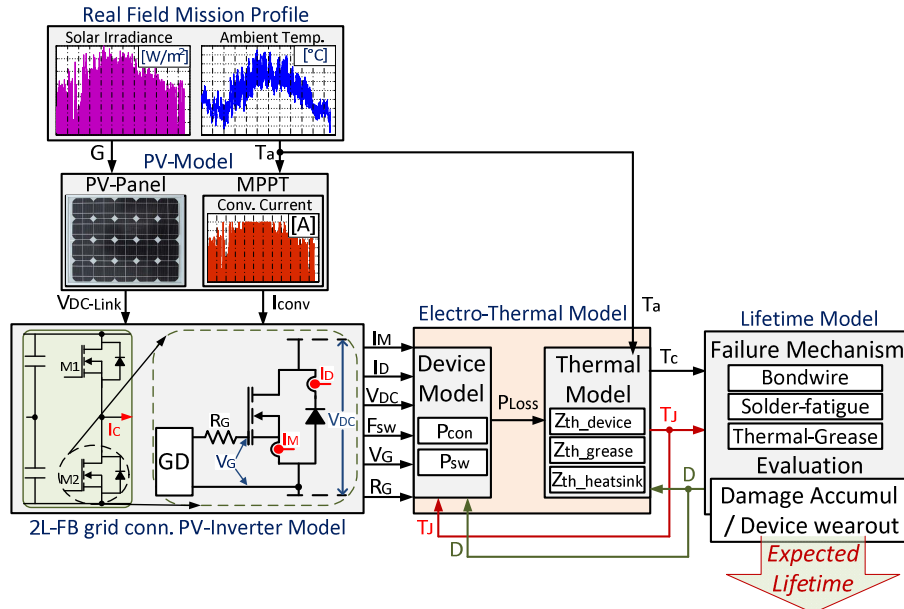 Real Field Mission Profile
Solar Irradiance
[W/m²]
Ambient Temp.
[°C]
G
Ta
PV-Model
PV-Panel
MPPT
Conv. Current
[A]
VDC-Link
Iconv
Electro-Thermal Model
Ta
Lifetime Model
M1
IC
M2
GD
RG
VG
IM
ID
VDC
2L-FB grid conn. PV-Inverter Model
IM
ID
VDC
Fsw
VG
RG
Device
Model
Pcon
Psw
PLoss
Thermal
Model
Zth_device
Zth_grease
Zth_heatsink
TJ
D
Tc
TJ
D
Failure Mechanism
Bondwire
Solder-fatigue
Thermal-Grease
Evaluation
Damage Accumul
/ Device wearout
Expected
Lifetime